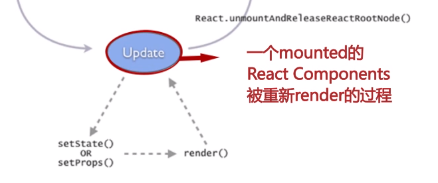 React.unmountAndReleaseReactRootNode()
Update
一个mounted的
React Components
被重新render的过程
setState()
OR
setProps()
render()